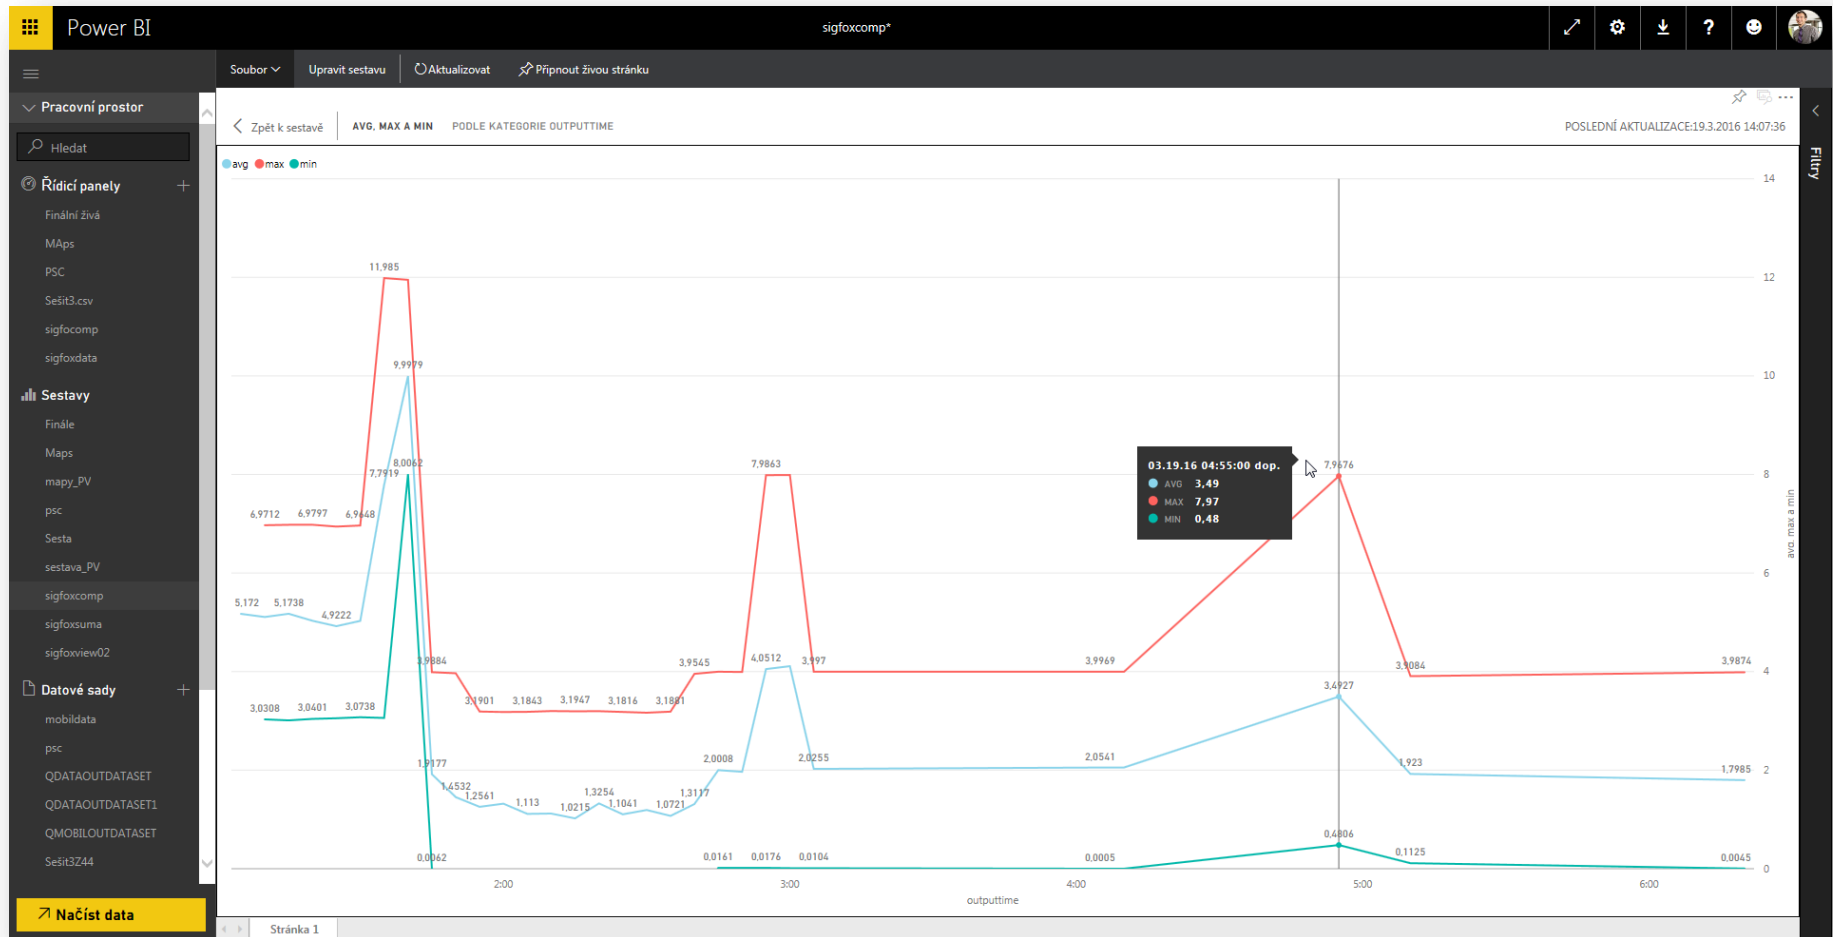 Power BI
sigfoxcomp*
?
Soubor
Upravit sestavu
Aktualizovat
Připnout živou stránku
Pracovní prostor
Hledat
Řídicí panely
Finální živá
MAps
PSC
Sešit3.csv
sigfocomp
sigfoxdata
Sestavy
Finále
Maps
mapy_PV
psc
Sesta
sestava_PV
sigfoxcomp
sigfoxsuma
sigfoxview02
Datové sady
mobildata
psc
QDATAOUTDATASET
QDATAOUTDATASET1
QMOBILOUTDATASET
Sešit3Z44
Načíst data
Zpět k sestavě
AVG, MAX A MIN
PODLE KATEGORIE OUTPUTTIME
POSLEDNÍ AKTUALIZACE:19.3.2016 14:07:36
Filtry
avg max min
14
12
10
8
6
4
2
0
avg. max a min
11,985
9,9979
7,7919
8,0062
6,9712 6,9797 6,9648
5,172 5,1738 4,9222
3,0308 3,0401 3,0738
3,9884
3,1901 3,1843 3,1947 3,1816 3,1881
3,9545
7,9863
4,0512
3,997
3,9969
7,9676
3,9084
3,9874
1,9177
1,4532
1,2561
1,113
1,0215
1,3254
1,1041
1,0721
1,3117
2,0008
2,0255
2,0541
3,4927
1,923
1,7985
0,0062
0,0161 0,0176 0,0104
0,0005
0,4806
0,1125
0,0045
03.19.16 04:55:00 dop.
AVG 3,49
MAX 7,97
MIN 0,48
2:00 3:00 4:00 5:00 6:00
outputtime
Stránka 1